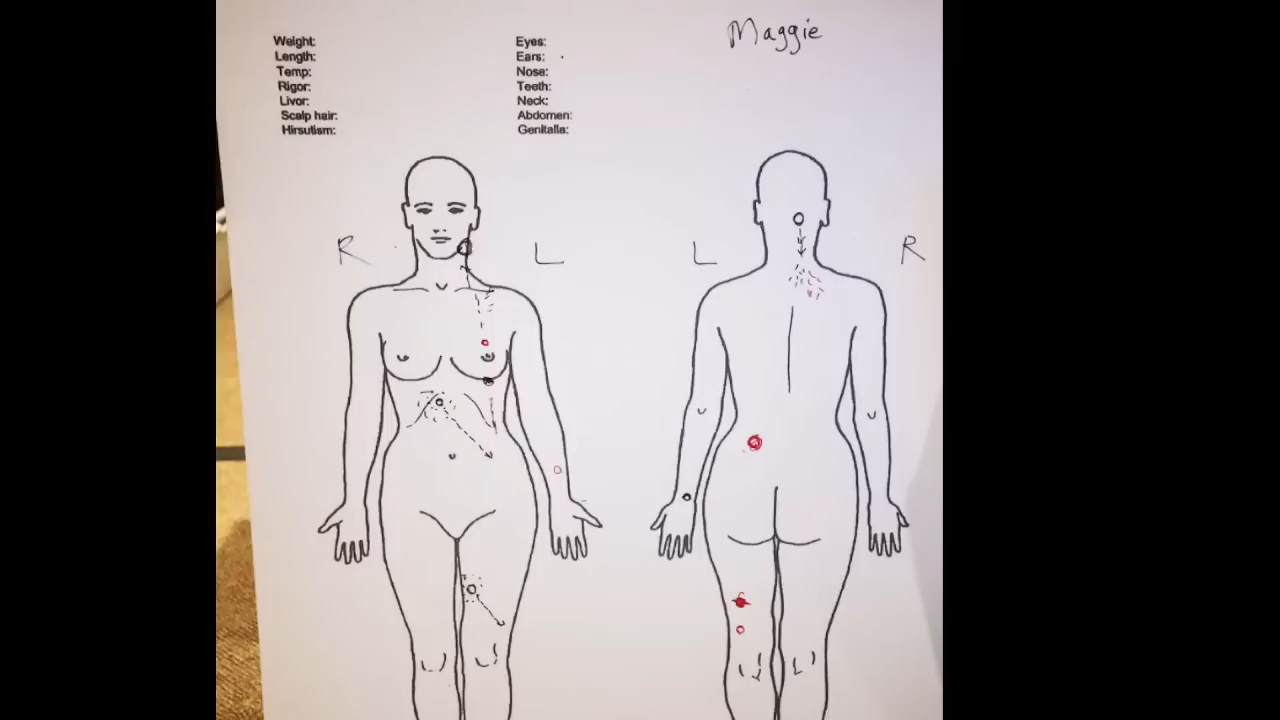 Maggie
Weight:
Length:
Temp:
Rigor:
Livor:
Scalp hair:
Hirsutism:
Eyes:
Ears:
Nose:
Teeth:
Neck:
Abdomen:
Genitalia:
R
L
L
R